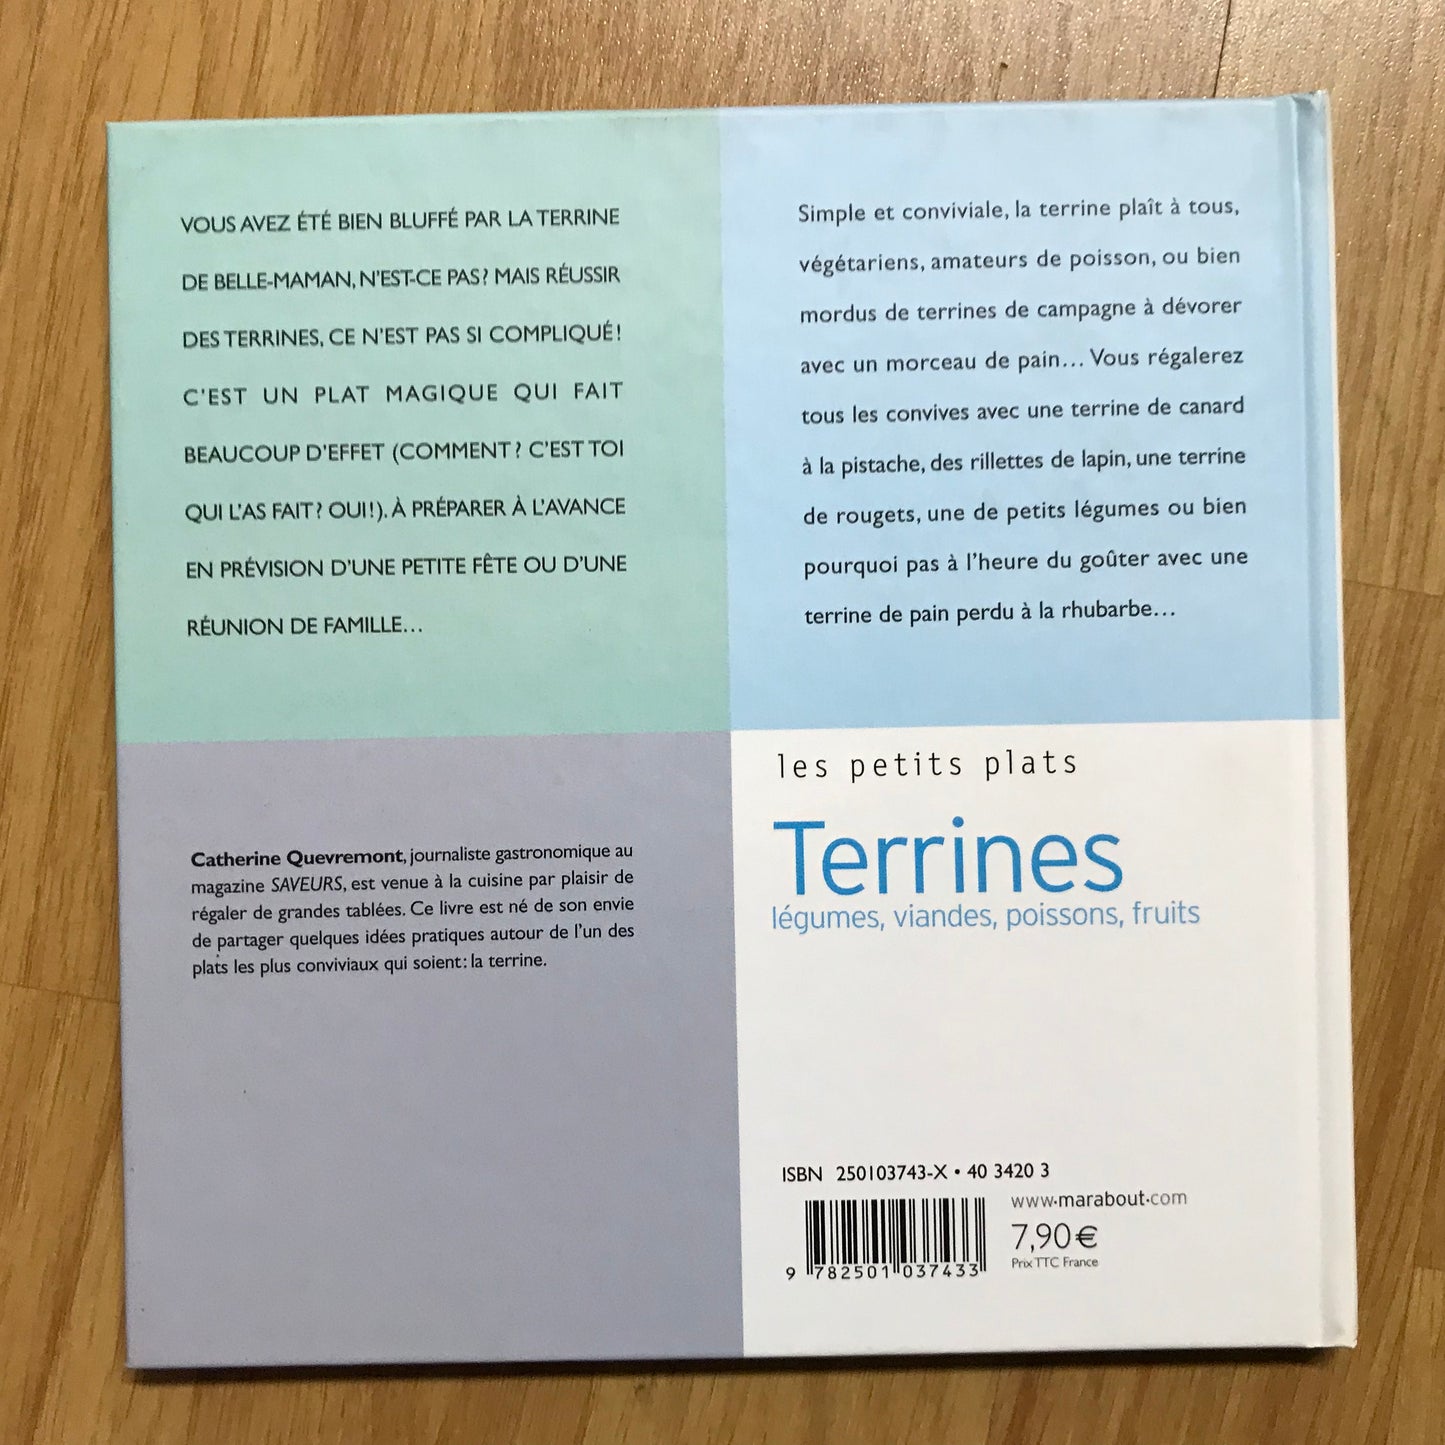 VOUS AVEZ ÉTÉ BIEN BLUFFÉ PAR LA TERRINE
DE BELLE-MAMAN, N'EST-CE PAS? MAIS RÉUSSIR
DES TERRINES, CE N'EST PAS SI COMPLIQUÉ!
C'EST UN PLAT MAGIQUE QUI FAIT
BEAUCOUP D'EFFET (COMMENT? C'EST TOI
QUI L'AS FAIT? OUI!). À PRÉPARER À L'AVANCE
EN PRÉVISION D'UNE PETITE FÊTE OU D'UNE
RÉUNION DE FAMILLE...
Simple et conviviale, la terrine plaît à tous,
végétariens, amateurs de poisson, ou bien
mordus de terrines de campagne à dévorer
avec un morceau de pain... Vous régalerez
tous les convives avec une terrine de canard
à la pistache, des rillettes de lapin, une terrine
de rougets, une de petits légumes ou bien
pourquoi pas à l'heure du goûter avec une
terrine de pain perdu à la rhubarbe...
Catherine Quevremont, journaliste gastronomique au
magazine SAVEURS, est venue à la cuisine par plaisir de
régaler de grandes tablées. Ce livre est né de son envie
de partager quelques idées pratiques autour de l'un des
plats les plus conviviaux qui soient: la terrine.
les petits plats
Terrines
légumes, viandes, poissons, fruits
ISBN 250103743-X • 40 3420 3
www.marabout.com
7,90€
Prix TTC France
9 782501 037433